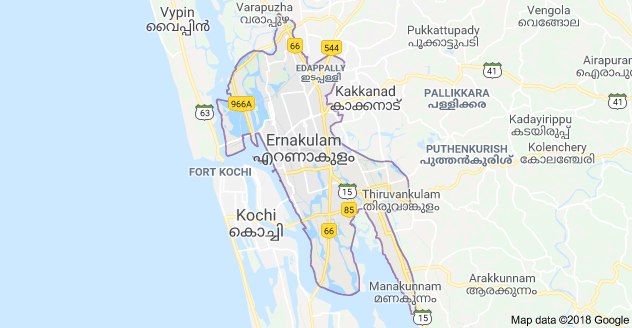 Varapuzha
വരാപ്പുഴ
Vypin
വൈപ്പിൻ
Vengola
വെങ്ങോല
Pukkattupady
പൂക്കാട്ടുപടി
66
544
EDAPPALLY
ഇടപ്പള്ളി
41
Airapuran
ഐരാപു
Kakkanad
കാക്കനാട്
PALLIKKARA
പള്ളിക്കര
966A
63
41
Kadayirippu
കടയിരുപ്പ്
Ernakulam
എറണാകുളം
PUTHENKURISH
പുത്തൻകുരിശ്
Kolenchery
കോലഞ്ചേരി
FORT KOCHI
15
Thiruvankulam
തിരുവാങ്കുളം
Kochi
കൊച്ചി
85
66
Manakunnam
മണകുന്നം
Arakkunnam
ആരക്കുന്നം
15
Map data ©2018 Google